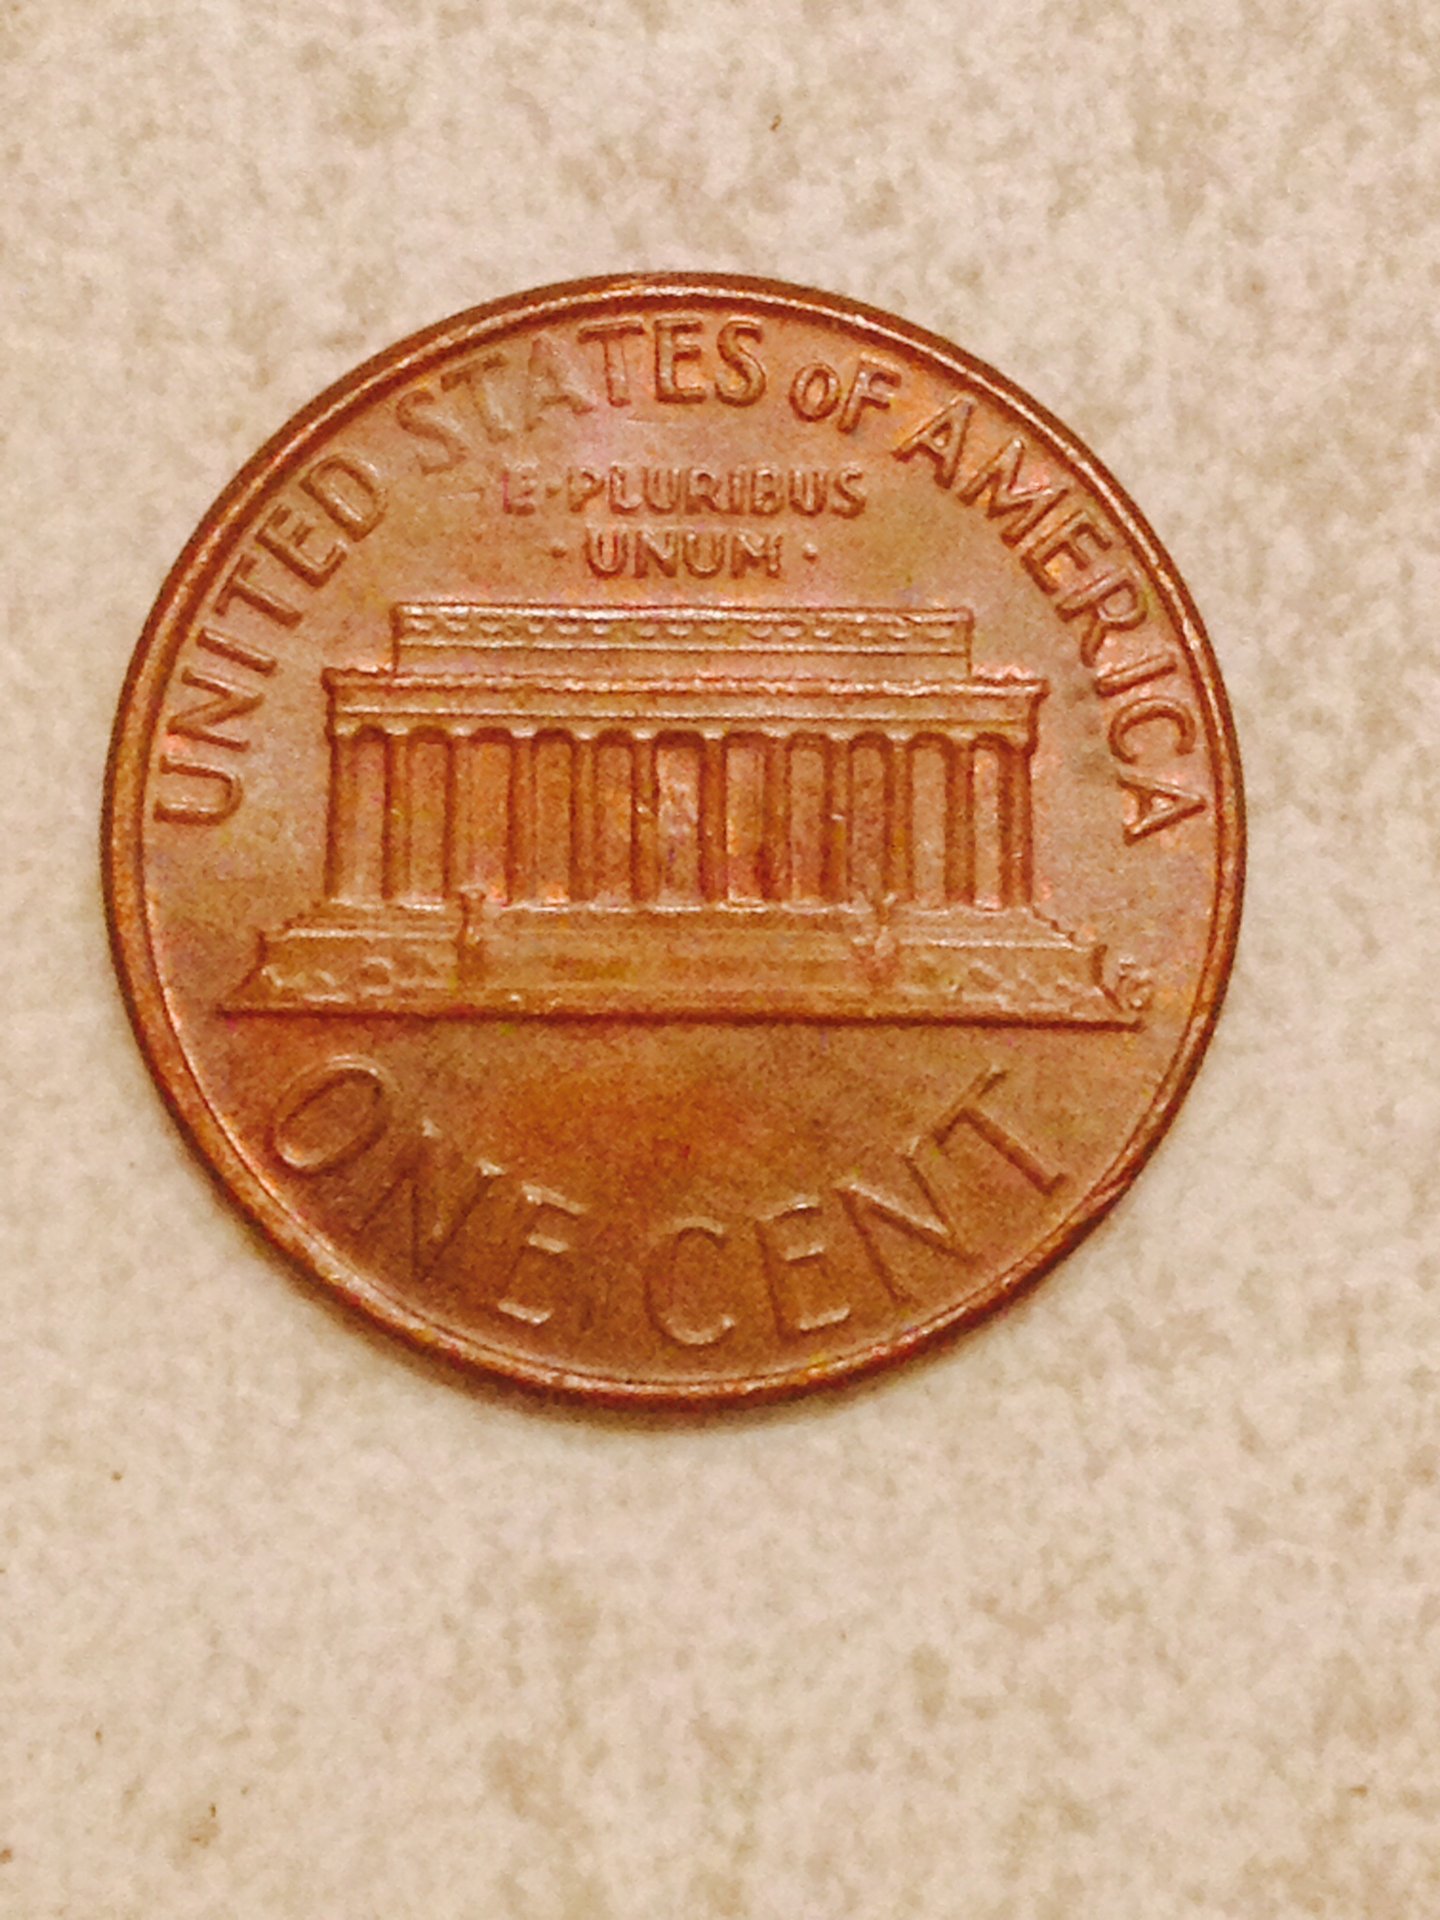 UNITED STATES OF AMERICA
E·PLURIBUS
·UNUM·
ONE CENT